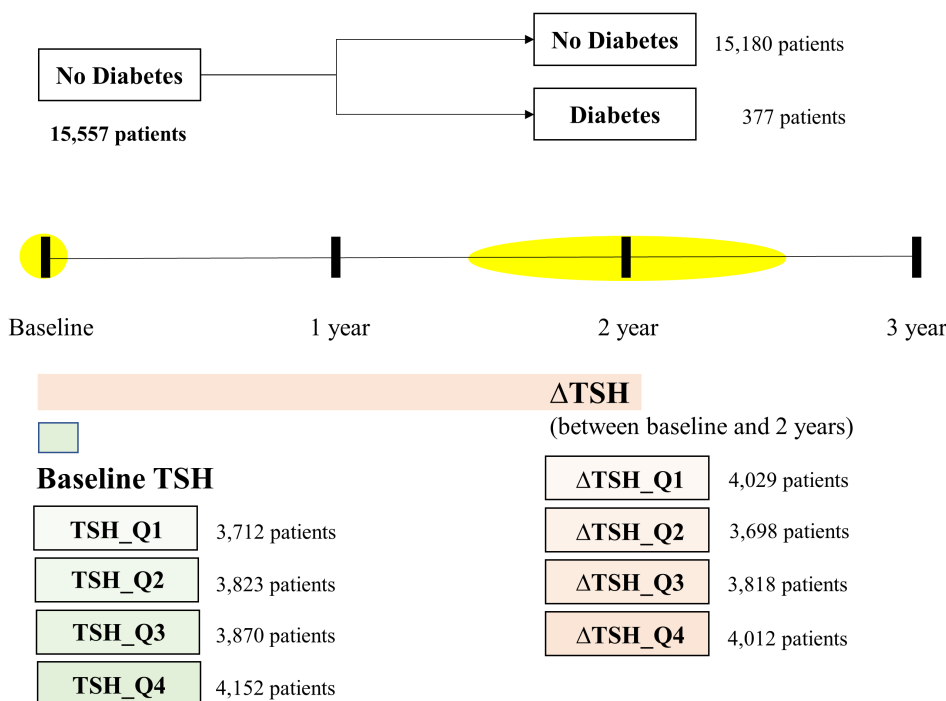 No Diabetes
15,557 patients
No Diabetes
15,180 patients
Diabetes
377 patients
Baseline
1 year
2 year
3 year
ΔTSH
(between baseline and 2 years)
Baseline TSH
TSH_Q1
3,712 patients
TSH_Q2
3,823 patients
TSH_Q3
3,870 patients
TSH_Q4
4,152 patients
ΔTSH_Q1
4,029 patients
ΔTSH_Q2
3,698 patients
ΔTSH_Q3
3,818 patients
ΔTSH_Q4
4,012 patients